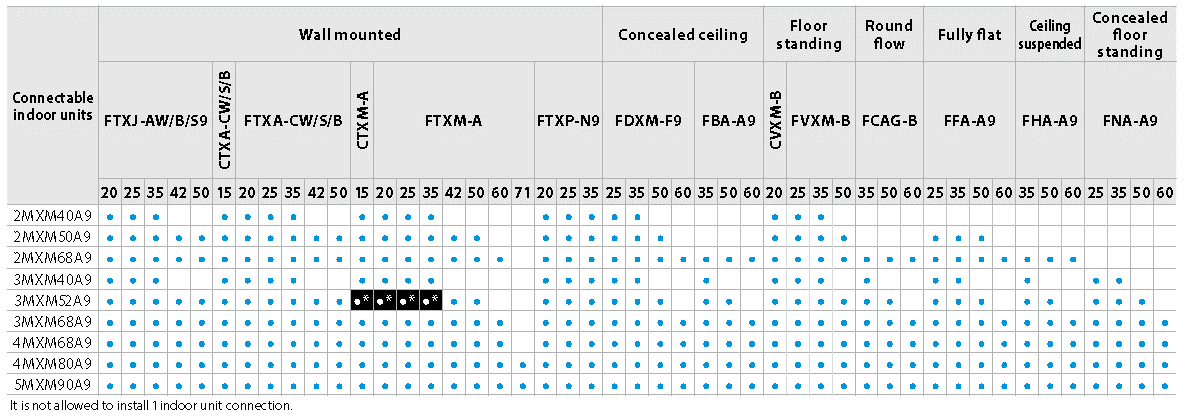 Connectable indoor units
Wall mounted Concealed ceiling Floor standing Round flow Fully flat Ceiling suspended Concealed floor standing
FTXJ-AW/B/S9 CTXA-CW/S/B FTXA-CW/S/B CTXM-A FTXM-A FTXP-N9 FDXM-F9 FBA-A9 CVXM-B FVXM-B FCAG-B FFA-A9 FHA-A9 FNA-A9
20 25 35 42 50 15 20 25 35 42 50 15 20 25 35 42 50 60 71 20 25 35 25 35 50 60 35 50 60 20 25 35 50 35 50 60 25 35 50 60 35 50 60 25 35 50 60
2MXM40A9
2MXM50A9
2MXM68A9
3MXM40A9
3MXM52A9 * * * *
3MXM68A9
4MXM68A9
4MXM80A9
5MXM90A9
It is not allowed to install 1 indoor unit connection.